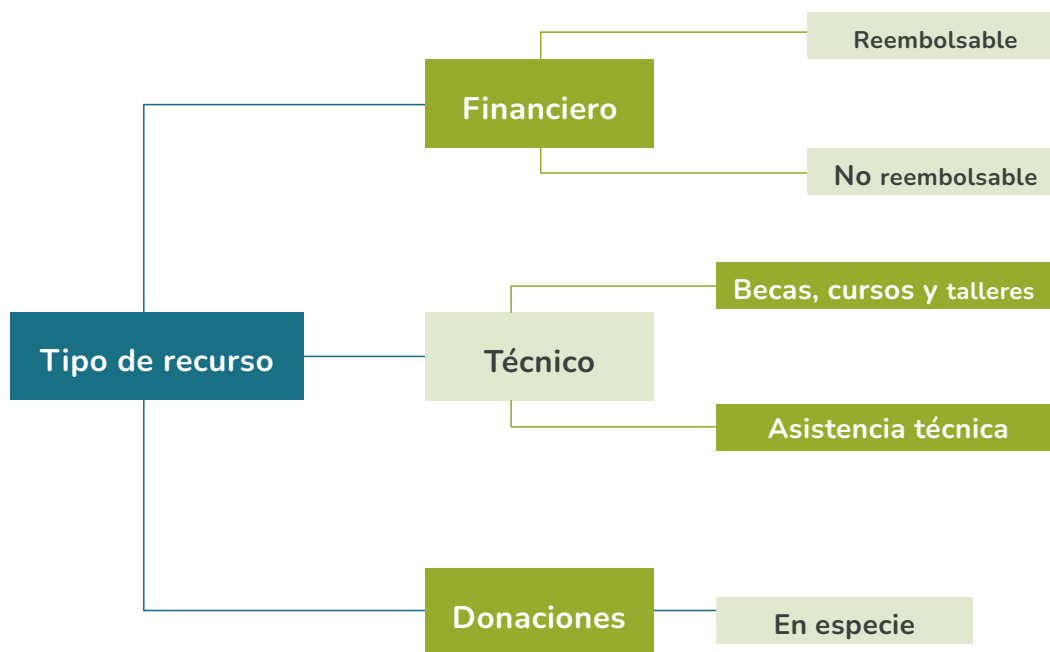 Reembolsable
Financiero
No reembolsable
Becas, cursos y talleres
Tipo de recurso
Técnico
Asistencia técnica
Donaciones
En especie